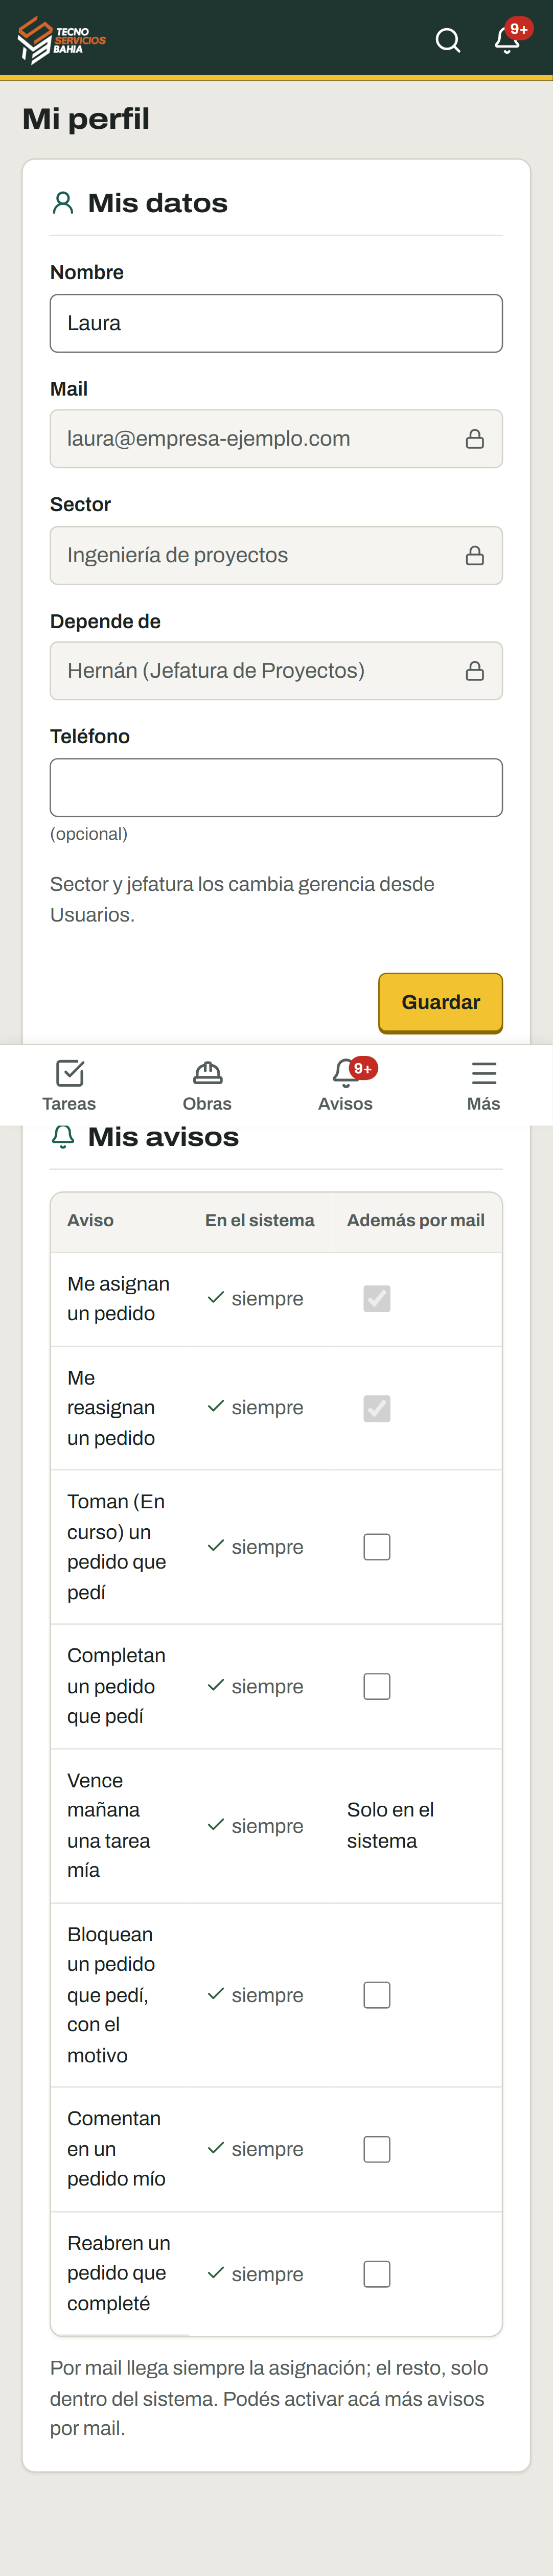 TECNO
SERVICIOS
BAHIA
9+
Mi perfil
Mis datos
Nombre
Laura
Mail
laura@empresa-ejemplo.com
Sector
Ingeniería de proyectos
Depende de
Hernán (Jefatura de Proyectos)
Teléfono
(opcional)
Sector y jefatura los cambia gerencia desde
Usuarios.
Guardar
9+
Tareas Obras Avisos Más
Mis avisos
Aviso En el sistema Además por mail
Me asignan
un pedido
siempre
Me
reasignan
un pedido
siempre
Toman (En
curso) un
pedido que
pedí
siempre
Completan
un pedido
que pedí
siempre
Vence
mañana
una tarea
mía
siempre
Solo en el
sistema
Bloquean
un pedido
que pedí,
con el
motivo
siempre
Comentan
en un
pedido mío
siempre
Reabren un
pedido que
completé
siempre
Por mail llega siempre la asignación; el resto, solo
dentro del sistema. Podés activar acá más avisos
por mail.